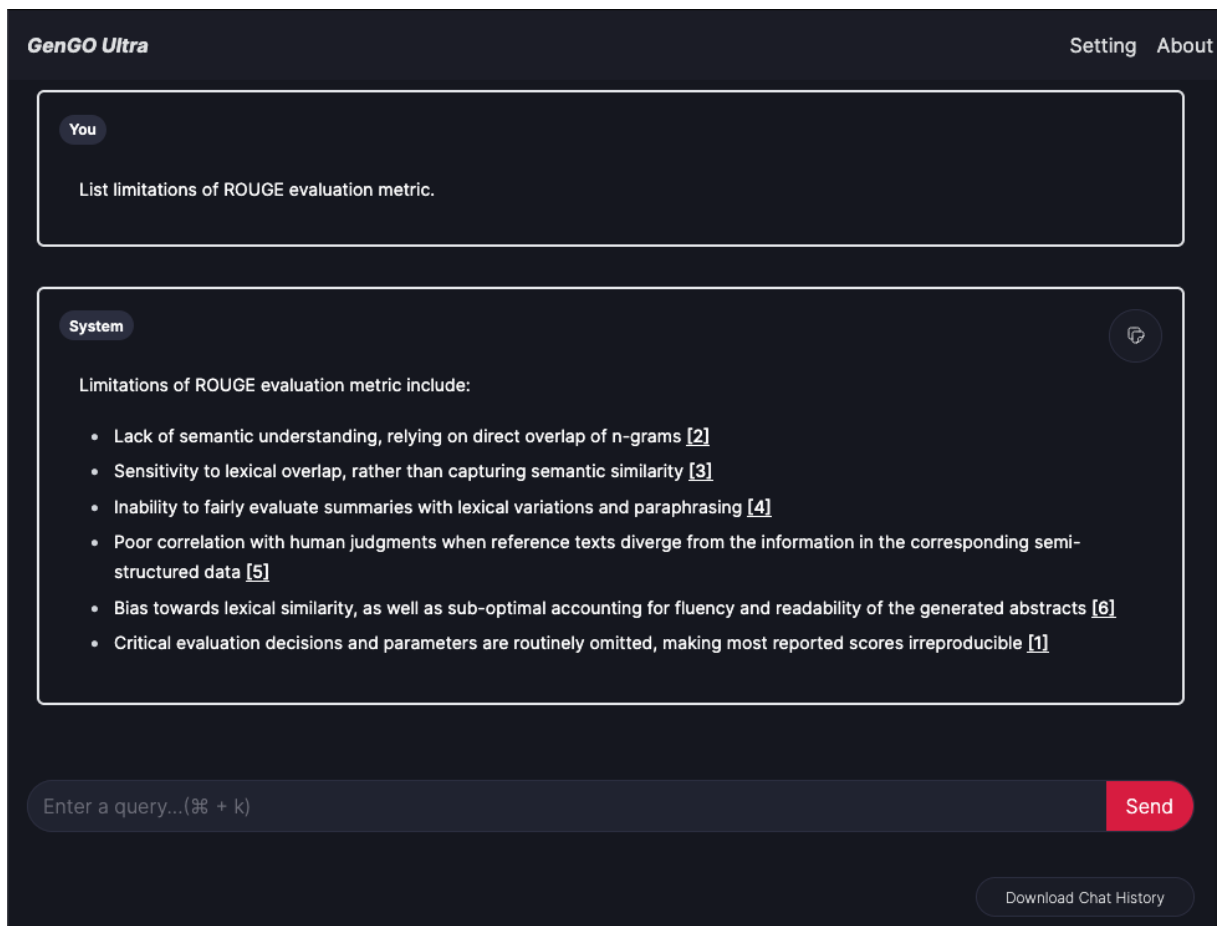 GenGO Ultra
Setting About
You
List limitations of ROUGE evaluation metric.
System
Limitations of ROUGE evaluation metric include:
• Lack of semantic understanding, relying on direct overlap of n-grams [2]
• Sensitivity to lexical overlap, rather than capturing semantic similarity [3]
• Inability to fairly evaluate summaries with lexical variations and paraphrasing [4]
• Poor correlation with human judgments when reference texts diverge from the information in the corresponding semi-
structured data [5]
• Bias towards lexical similarity, as well as sub-optimal accounting for fluency and readability of the generated abstracts [6]
• Critical evaluation decisions and parameters are routinely omitted, making most reported scores irreproducible [1]
Enter a query...(⌘ + k)
Send
Download Chat History